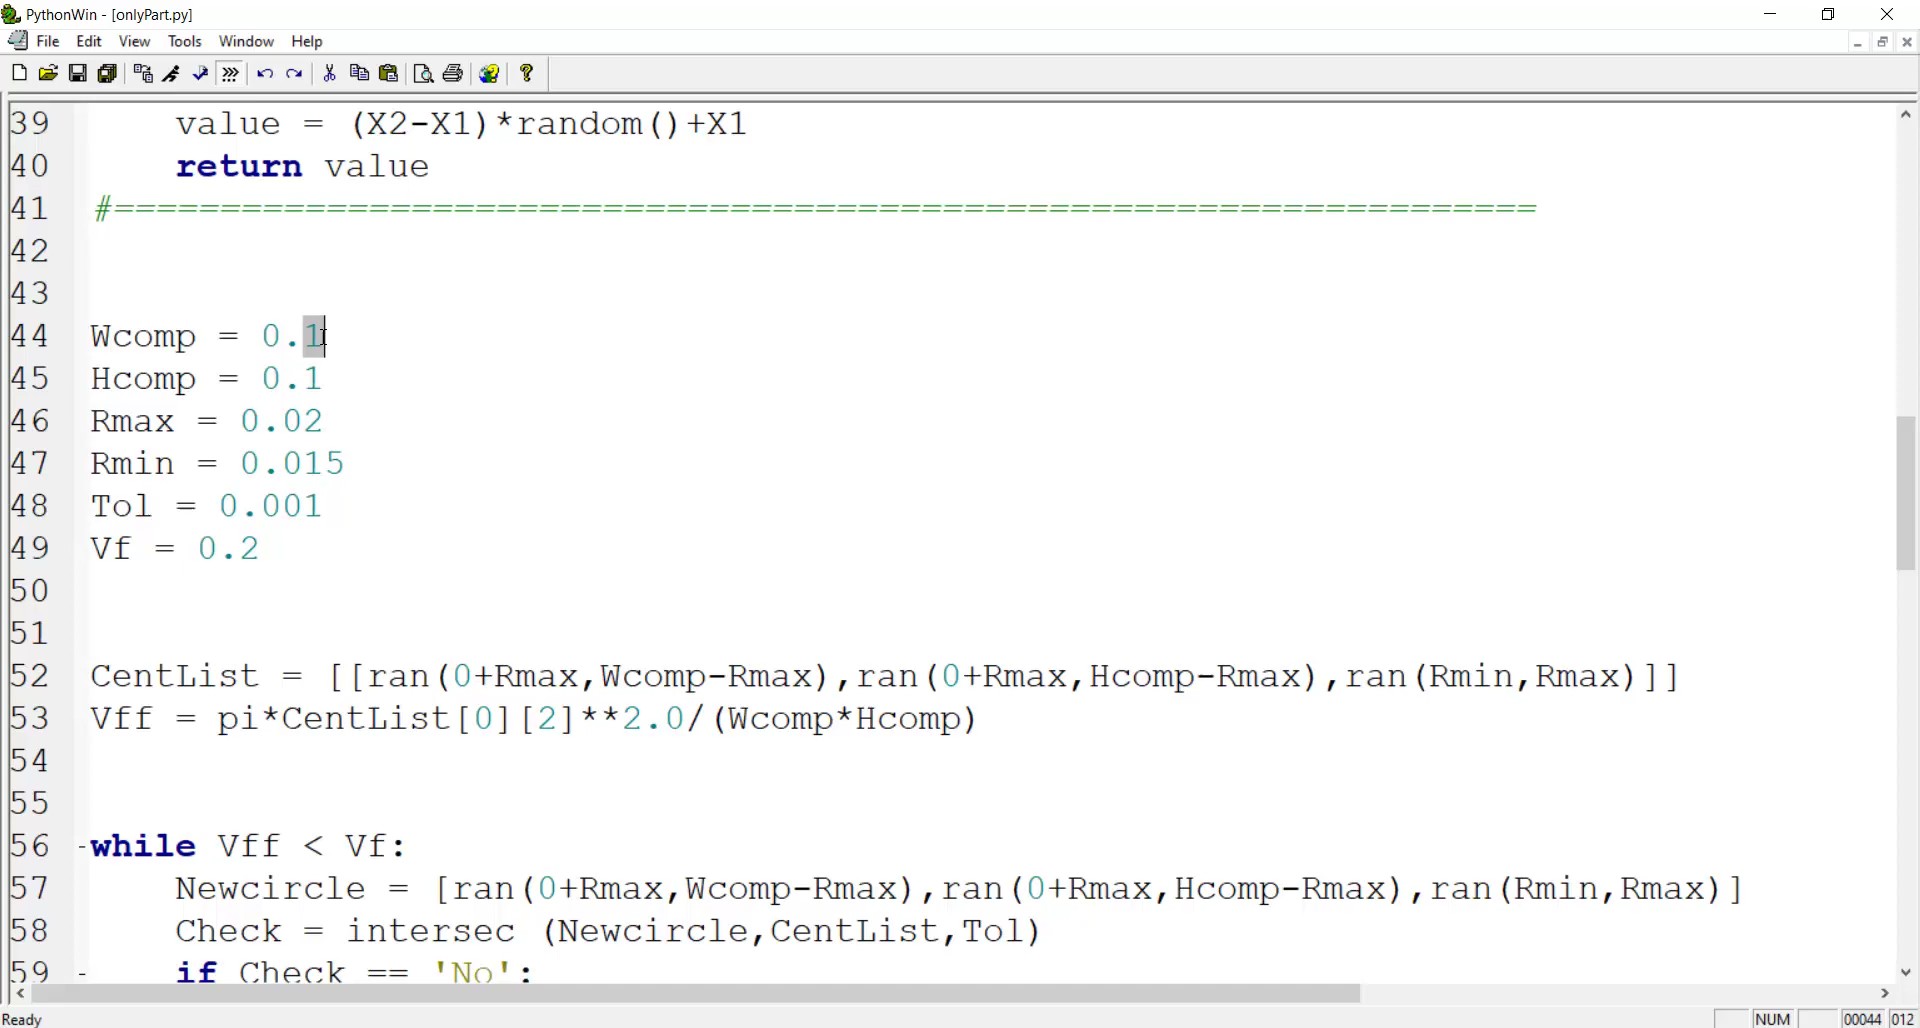 PythonWin - [onlyPart.py]
File Edit View Tools Window Help
39 value = (X2-X1)*random()+X1
40 return value
41 #===================================================================
42
43
44 Wcomp = 0.1
45 Hcomp = 0.1
46 Rmax = 0.02
47 Rmin = 0.015
48 Tol = 0.001
49 Vf = 0.2
50
51
52 CentList = [[ran(0+Rmax,Wcomp-Rmax),ran(0+Rmax,Hcomp-Rmax),ran(Rmin,Rmax)]]
53 Vff = pi*CentList[0][2]**2.0/(Wcomp*Hcomp)
54
55
56 -while Vff < Vf:
57 Newcircle = [ran(0+Rmax,Wcomp-Rmax),ran(0+Rmax,Hcomp-Rmax),ran(Rmin,Rmax)]
58 Check = intersec (Newcircle,CentList,Tol)
59 - if Check == 'No':
Ready NUM 00044 012